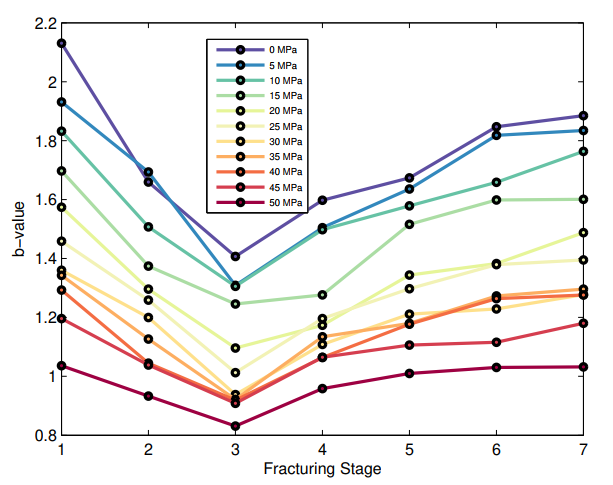 2.2
2
1.8
1.6
1.4
1.2
1
0.8
b−value
0 MPa
5 MPa
10 MPa
15 MPa
20 MPa
25 MPa
30 MPa
35 MPa
40 MPa
45 MPa
50 MPa
1 2 3 4 5 6 7
Fracturing Stage